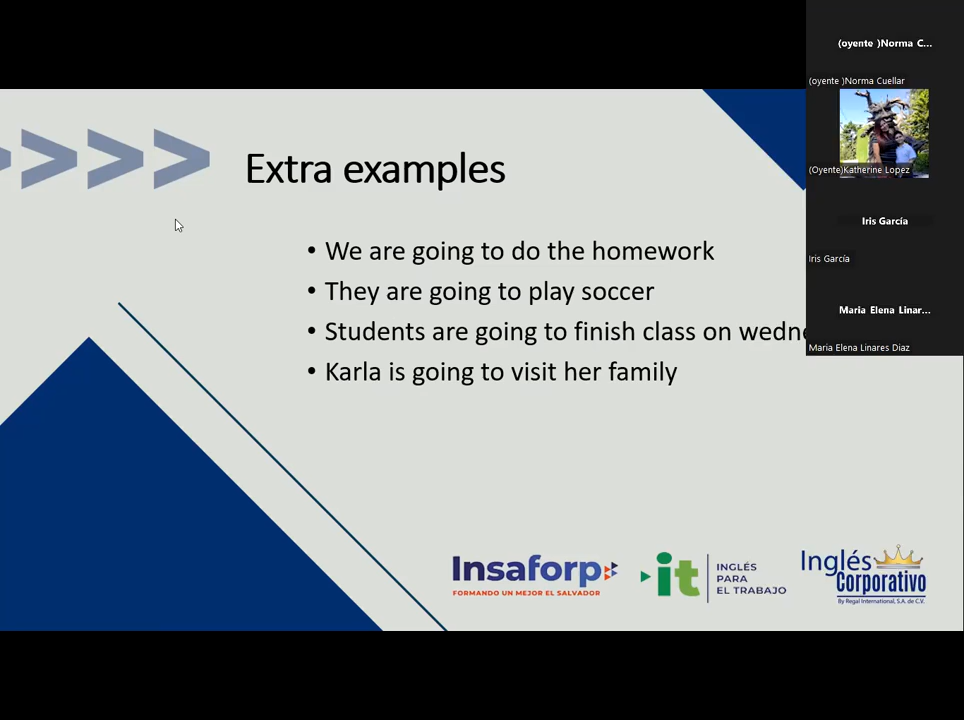 (oyente )Norma C...
(oyente )Norma Cuellar
(Oyente)Katherine Lopez
Iris García
Iris García
Maria Elena Linar...
Maria Elena Linares Diaz
Extra examples
• We are going to do the homework
• They are going to play soccer
• Students are going to finish class on wedne
• Karla is going to visit her family
Insaforp
FORMANDO UN MEJOR EL SALVADOR
it
INGLÉS
PARA
EL TRABAJO
Inglés
Corporativo
By Regal International, S.A. de C.V.